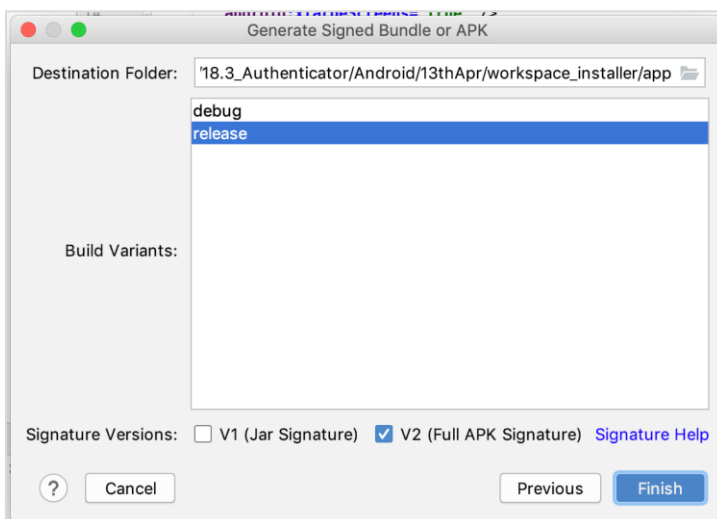 Generate Signed Bundle or APK
Destination Folder: '18.3_Authenticator/Android/13thApr/workspace_installer/app
debug
release
Build Variants:
Signature Versions: V1 (Jar Signature) V2 (Full APK Signature) Signature Help
? Cancel Previous Finish